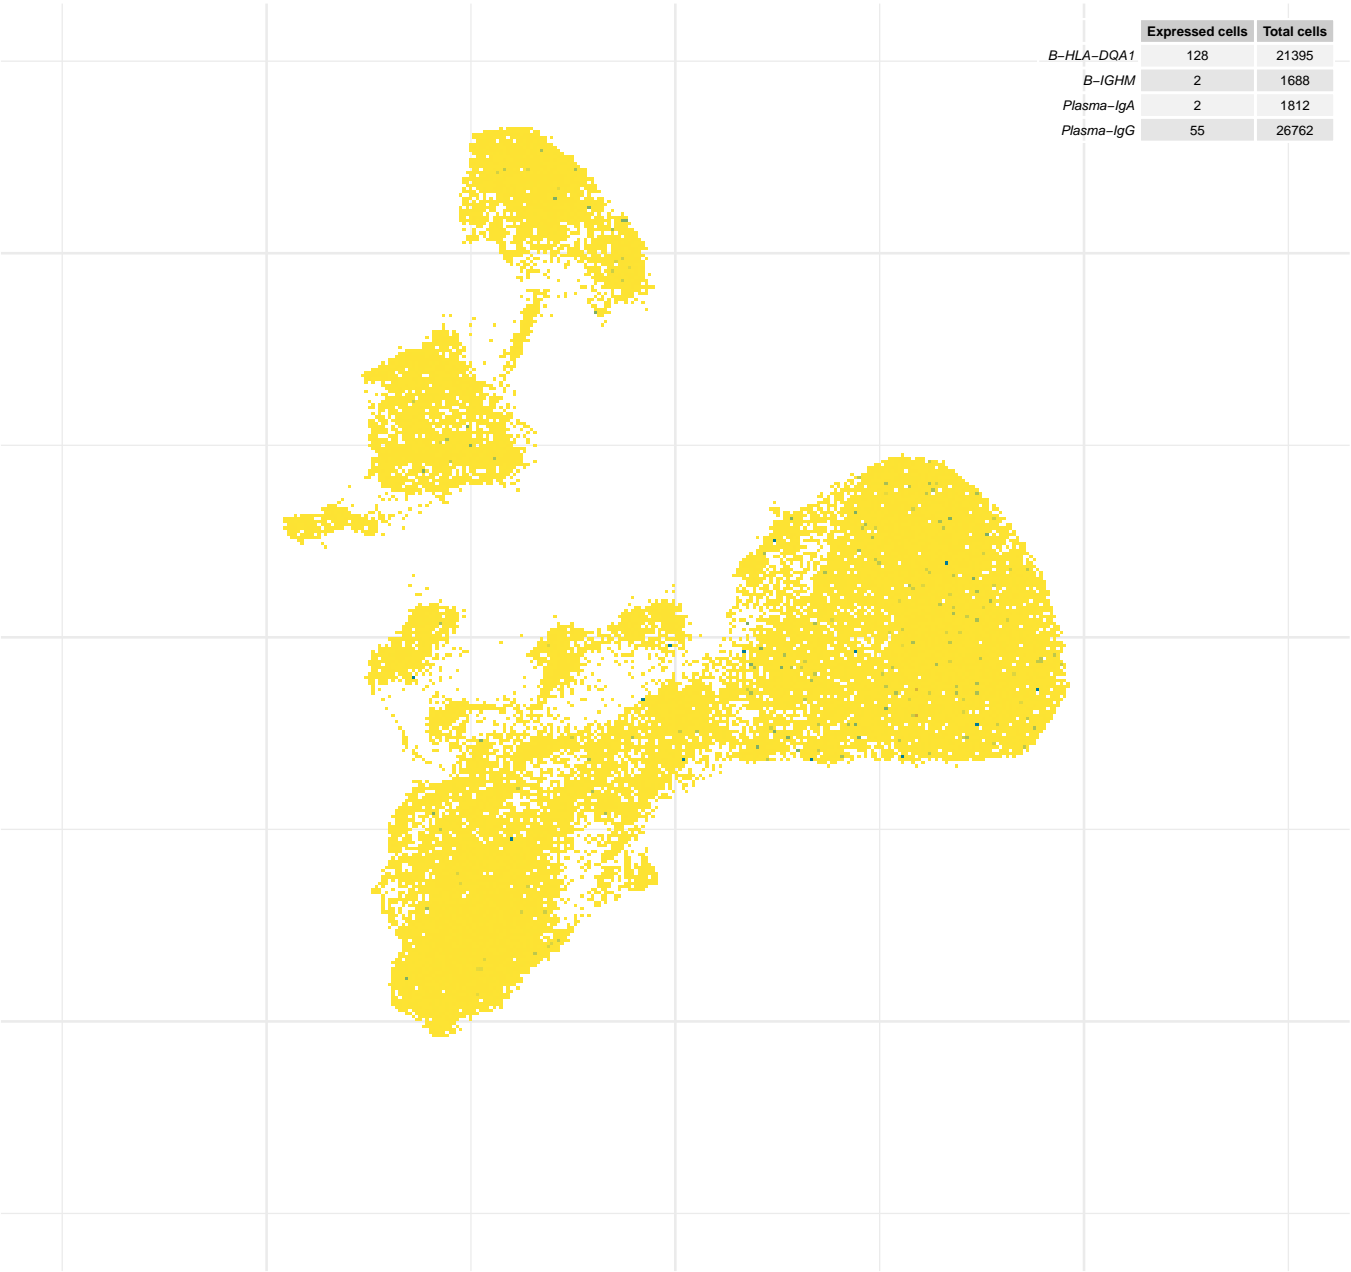 Expressed cells Total cells
B−HLA−DQA1 128 21395
B−IGHM 2 1688
Plasma−IgA 2 1812
Plasma−IgG 55 26762